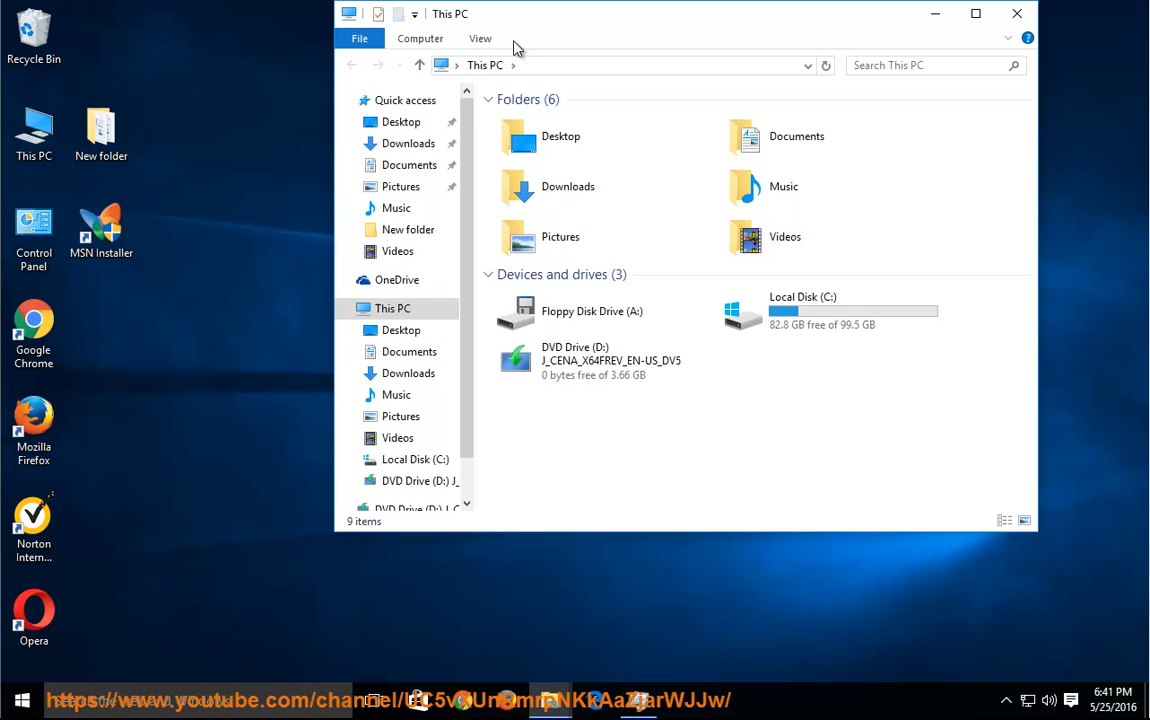 Recycle Bin
This PC
New folder
Control
Panel
MSN Installer
Google
Chrome
Mozilla
Firefox
Norton
Intern...
Opera
This PC
File
Computer
View
This PC
Search This PC
Quick access
Desktop
Downloads
Documents
Pictures
Music
New folder
Videos
OneDrive
This PC
Desktop
Documents
Downloads
Music
Pictures
Videos
Local Disk (C:)
DVD Drive (D:) J_
DVD Drive (D:) J_C
Folders (6)
Desktop
Documents
Downloads
Music
Pictures
Videos
Devices and drives (3)
Floppy Disk Drive (A:)
Local Disk (C:)
82.8 GB free of 99.5 GB
DVD Drive (D:)
J_CENA_X64FREV_EN-US_DV5
0 bytes free of 3.66 GB
9 items
6:41 PM
5/25/2016